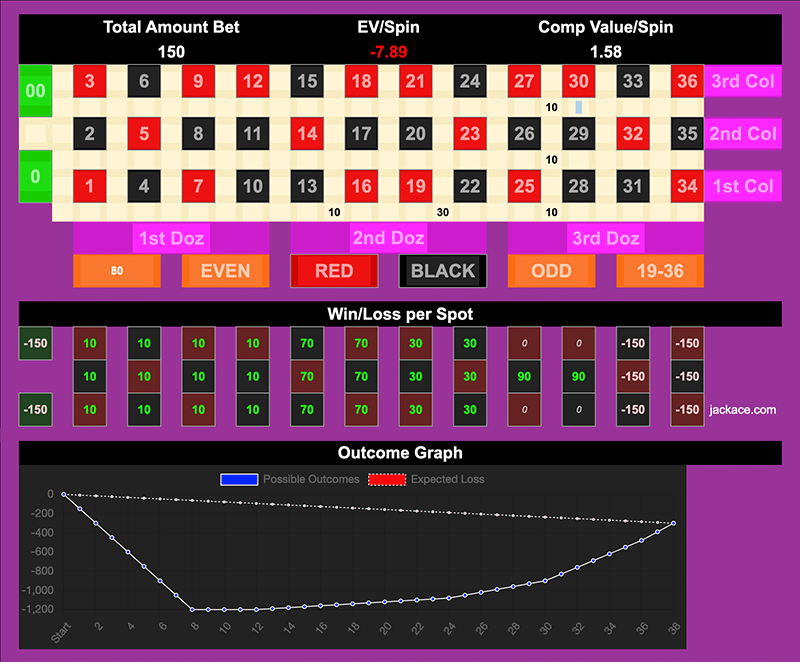 Total Amount Bet EV/Spin Comp Value/Spin
150 -7.89 1.58
00 3 6 9 12 15 18 21 24 27 30 33 36 3rd Col
10
2 5 8 11 14 17 20 23 26 29 32 35 2nd Col
10
0 1 4 7 10 13 16 19 22 25 28 31 34 1st Col
10 30 10
1st Doz 2nd Doz 3rd Doz
80 EVEN RED BLACK ODD 19-36
Win/Loss per Spot
-150 10 10 10 10 70 70 30 30 0 0 -150 -150
10 10 10 10 70 70 30 30 90 90 -150 -150
-150 10 10 10 10 70 70 30 30 0 0 -150 -150
jackace.com
Outcome Graph
Possible Outcomes Expected Loss
0
-200
-400
-600
-800
-1,000
-1,200
Start 2 4 6 8 10 12 14 16 18 20 22 24 26 28 30 32 34 36 38